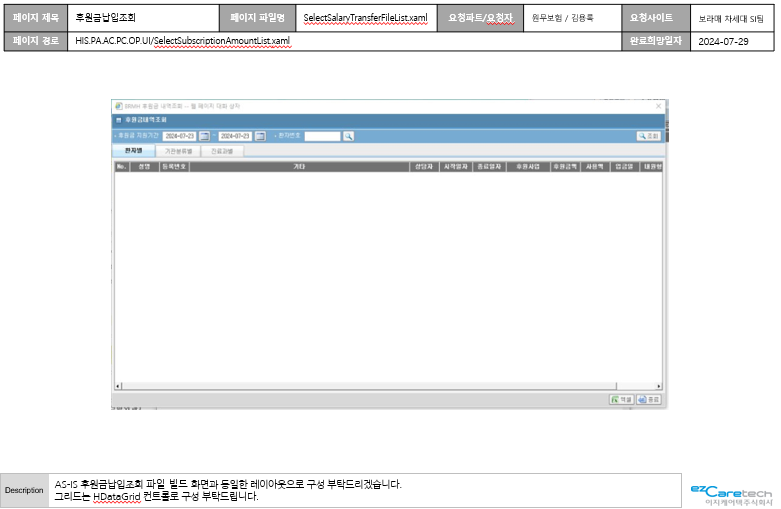 페이지 제목 후원금납입조회 페이지 파일명 SelectSalaryTransferFileList.xaml 요청파트/요청자 원무보험 / 김용록 요청사이트 보라매 차세대 SI팀
페이지 경로 HIS.PA.AC.PC.OP.UI/SelectSubscriptionAmountList.xaml 완료희망일자 2024-07-29
BRMH 후원금 내역조회 -- 웹 페이지 대화 상자
후원금내역조회
후원금 지원기간 2024-07-23 ~ 2024-07-23 환자번호 조회
환자별 기관분류별 진료과별
No. 성명 등록번호 기타 상담자 시작일자 종료일자 후원사업 후원금액 사용액 입금일
엑셀 종료
Description
AS-IS 후원금납입조회 파일 빌드 화면과 동일한 레이아웃으로 구성 부탁드리겠습니다.
그리드는 HDataGrid 컨트롤로 구성 부탁드립니다.
ezCaretech
이지케어텍주식회사